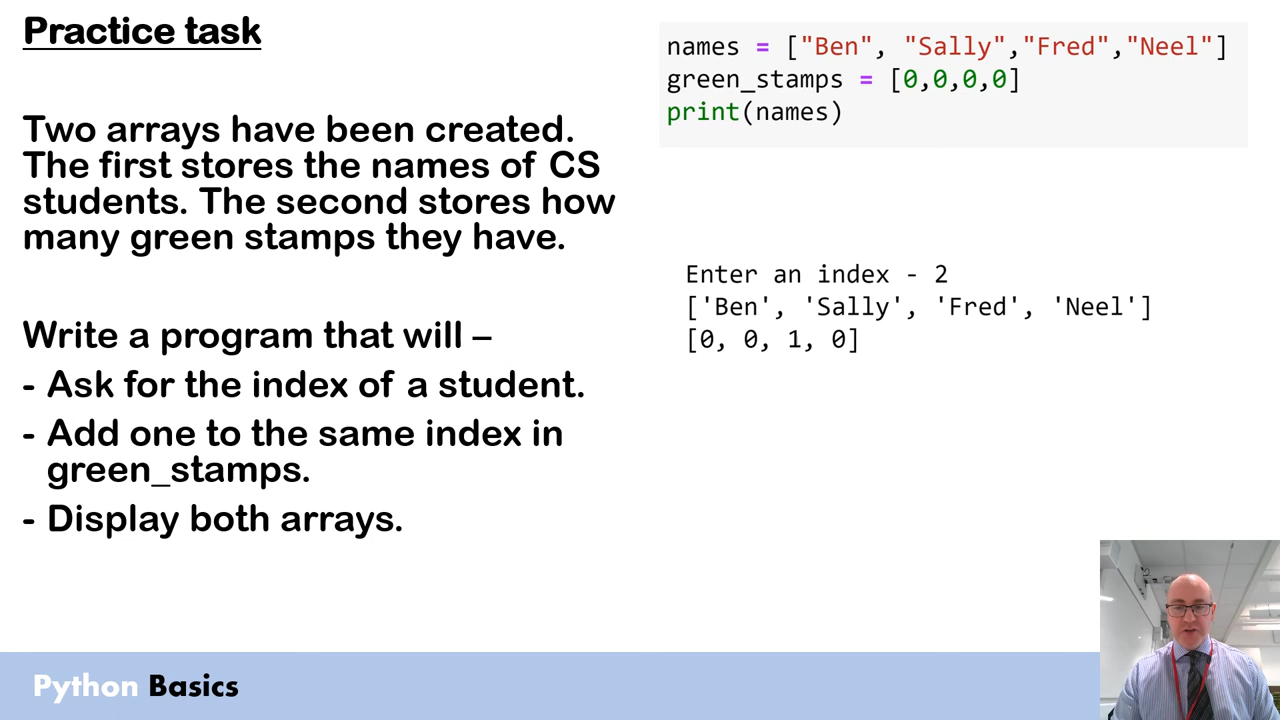 Practice task
Two arrays have been created.
The first stores the names of CS
students. The second stores how
many green stamps they have.
Write a program that will –
- Ask for the index of a student.
- Add one to the same index in
green_stamps.
- Display both arrays.
names = ["Ben", "Sally","Fred","Neel"]
green_stamps = [0,0,0,0]
print(names)
Enter an index - 2
['Ben', 'Sally', 'Fred', 'Neel']
[0, 0, 1, 0]
Python Basics